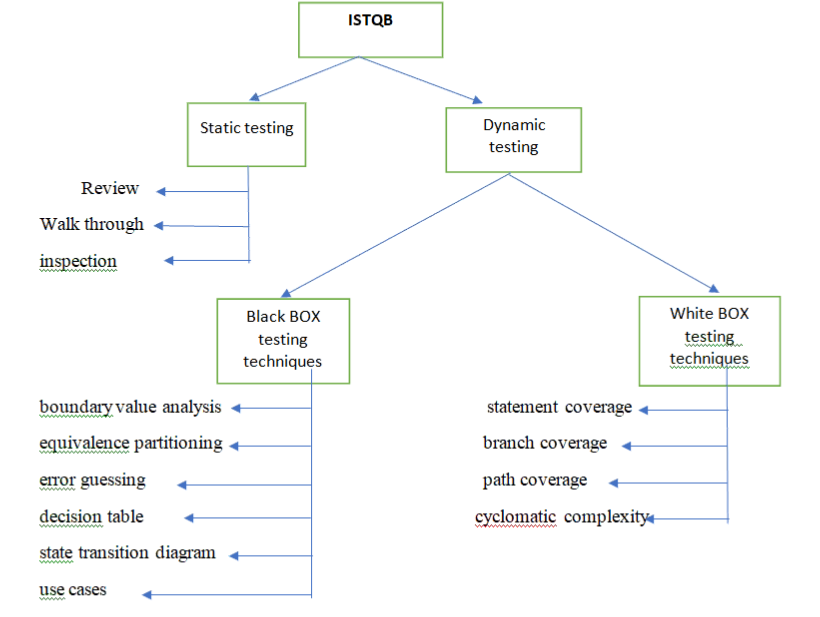 ISTQB
Static testing
Dynamic
testing
Review
Walk through
inspection
Black BOX
testing
techniques
White BOX
testing
techniques
boundary value analysis
equivalence partitioning
error guessing
decision table
state transition diagram
use cases
statement coverage
branch coverage
path coverage
cyclomatic complexity